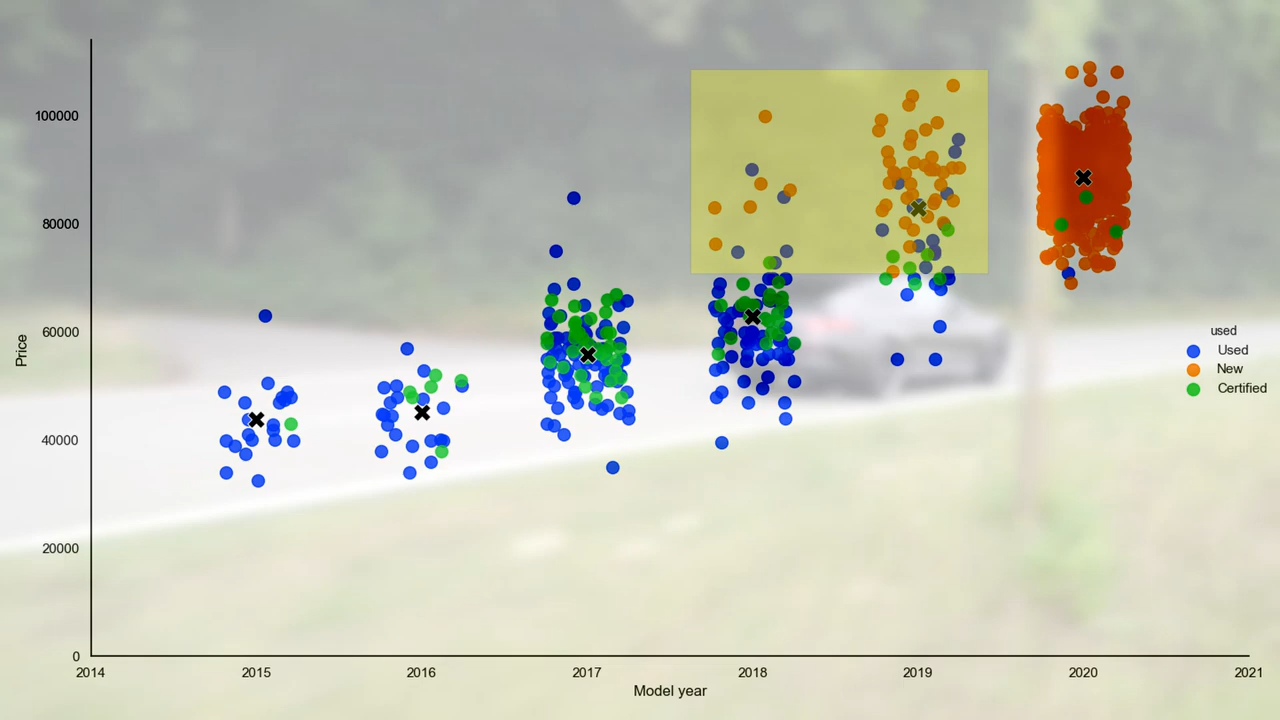 100000
80000
60000
40000
20000
0
Price
2014 2015 2016 2017 2018 2019 2020 2021
Model year
used
Used
New
Certified